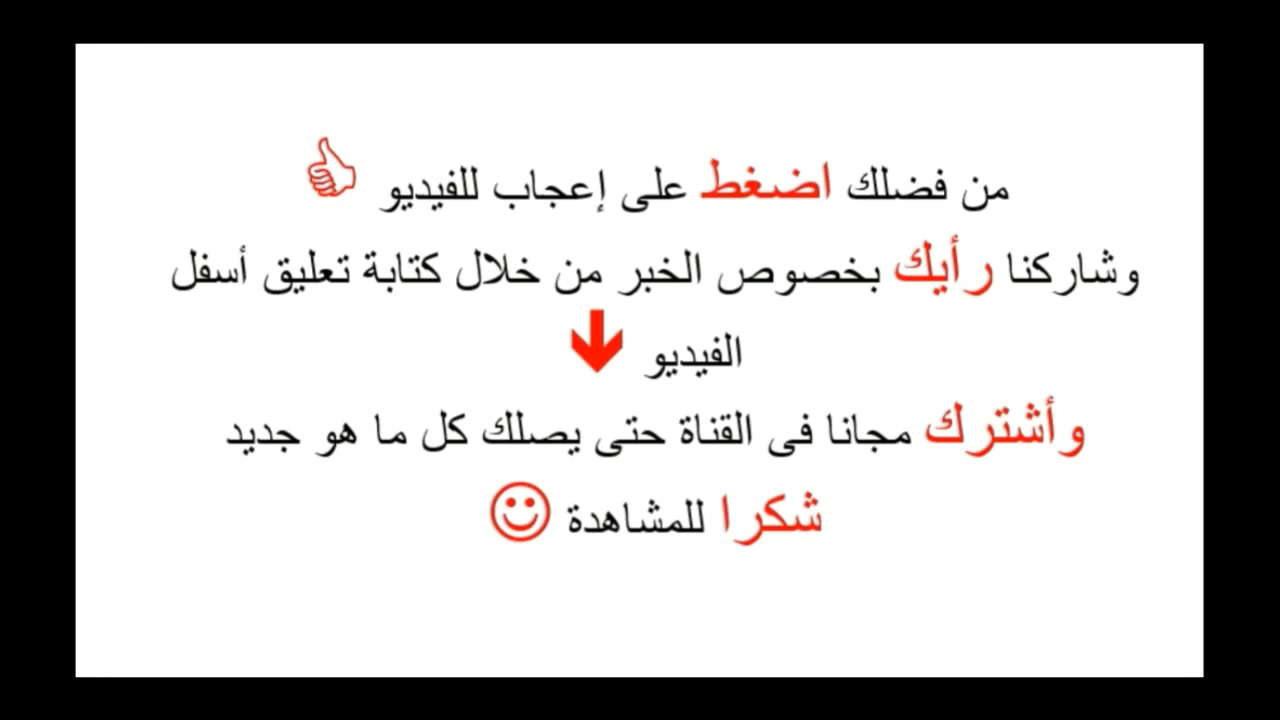 من فضلك اضغط على إعجاب للفيديو
وشاركنا رأيك بخصوص الخبر من خلال كتابة تعليق أسفل
الفيديو
وأشترك مجانا فى القناة حتى يصلك كل ما هو جديد
شكرا للمشاهدة